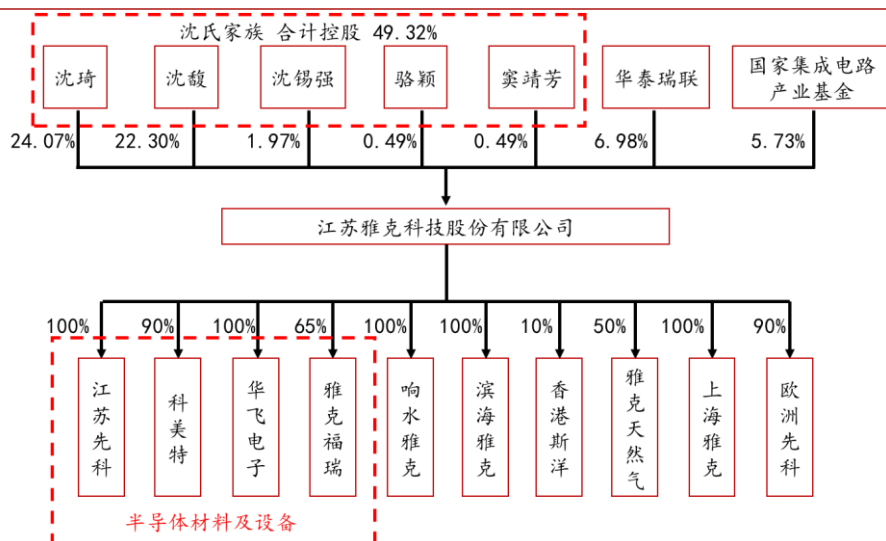 沈氏家族 合计控股 49.32%
沈琦
沈馥
沈锡强
骆颖
窦靖芳
华泰瑞联
国家集成电路
产业基金
24.07%
22.30%
1.97%
0.49%
0.49%
6.98%
5.73%
江苏雅克科技股份有限公司
100%
90%
100%
65%
100%
100%
10%
50%
100%
90%
江苏先科
科美特
华飞电子
雅克福瑞
响水雅克
滨海雅克
香港斯洋
雅克天然气
上海雅克
欧洲先科
半导体材料及设备